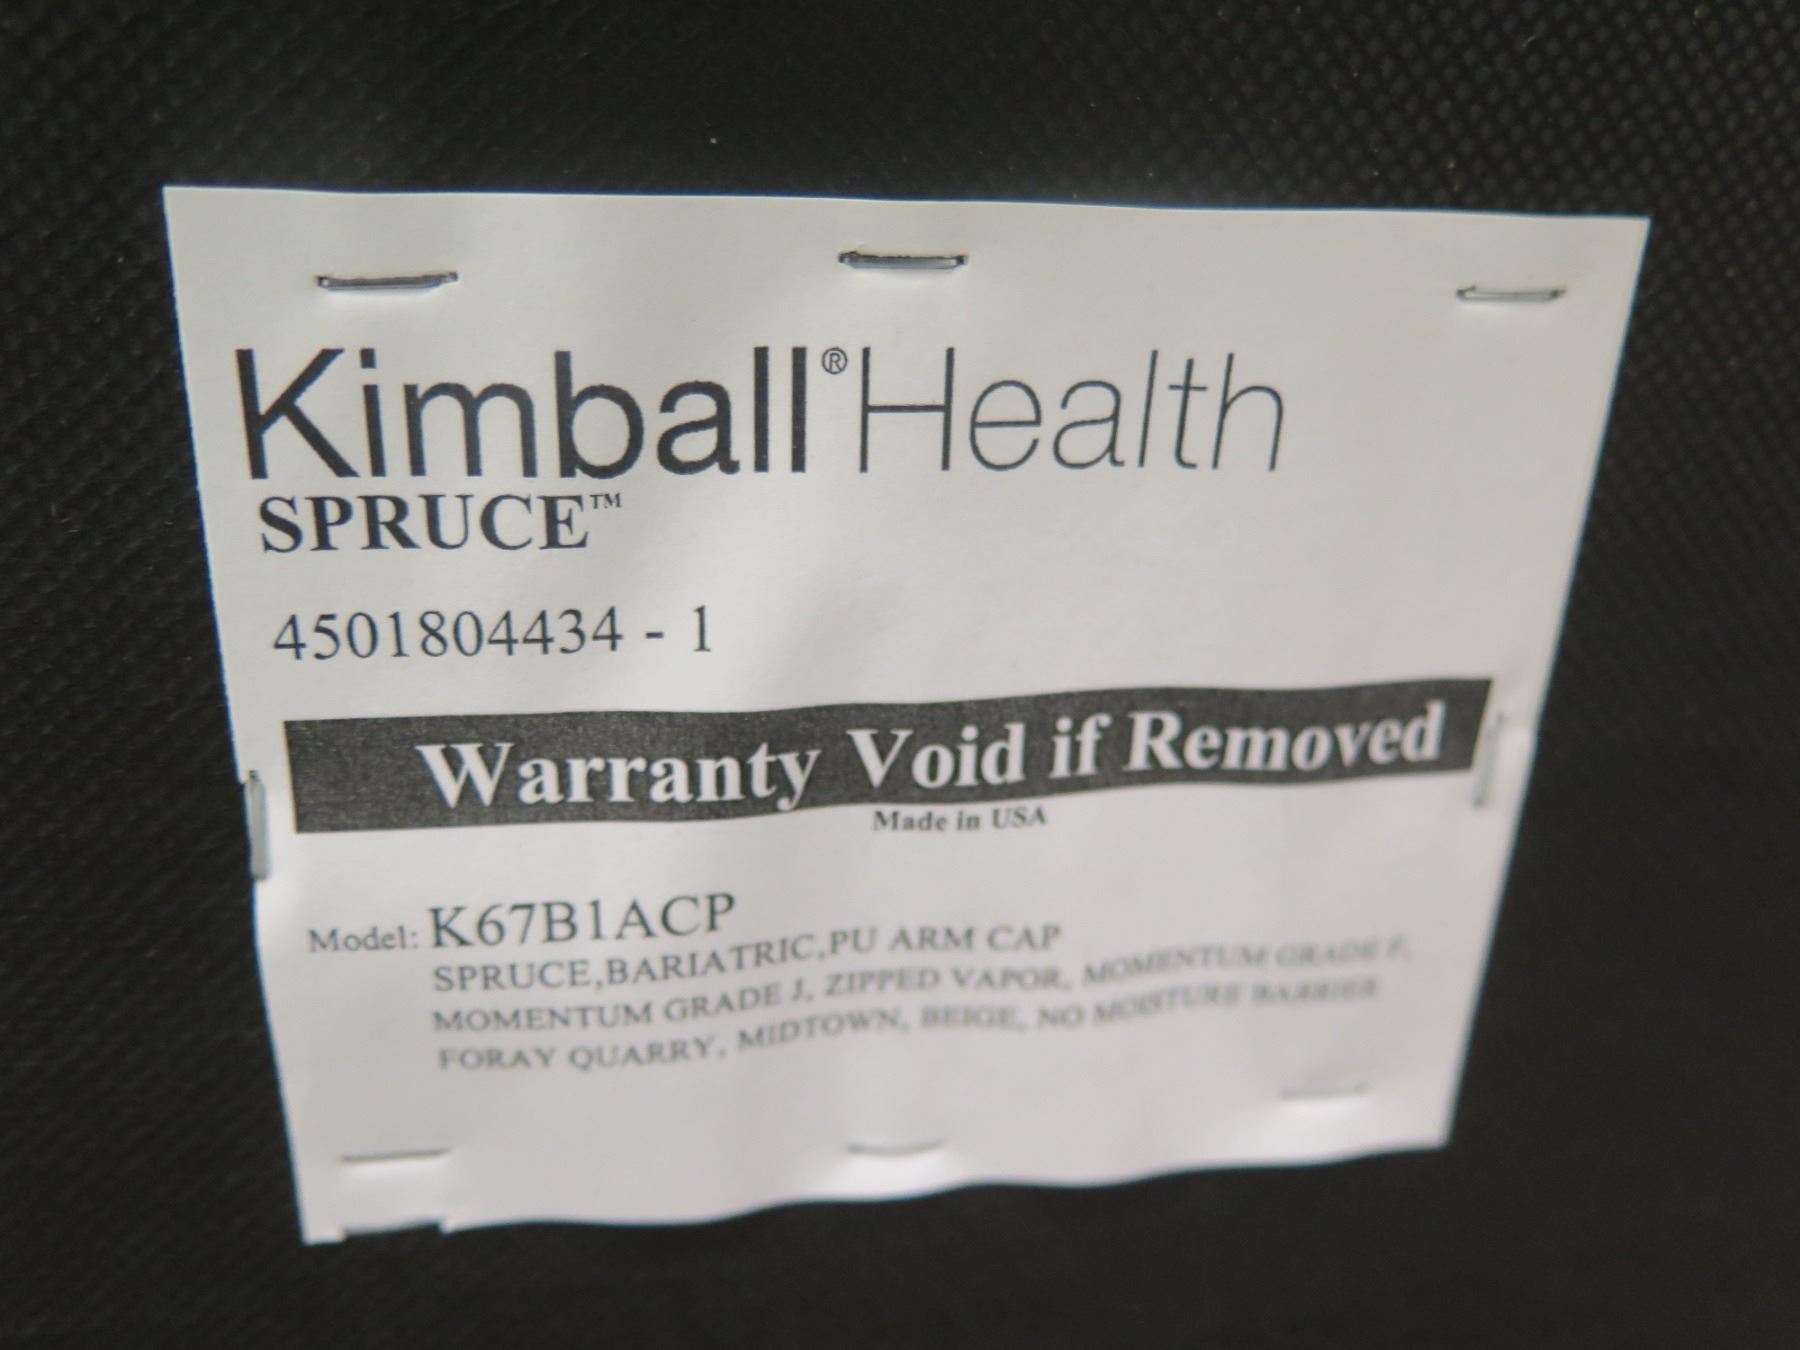 Kimball® Health
SPRUCE™
4501804434 - 1
Warranty Void if Removed
Made in USA
Model: K67B1ACP
SPRUCE,BARIATRIC,PU ARM CAP
MOMENTUM GRADE J, ZIPPED VAPOR, MOMENTUM GRADE F,
FORAY QUARRY, MIDTOWN, BEIGE, NO MOISTURE BARRIER